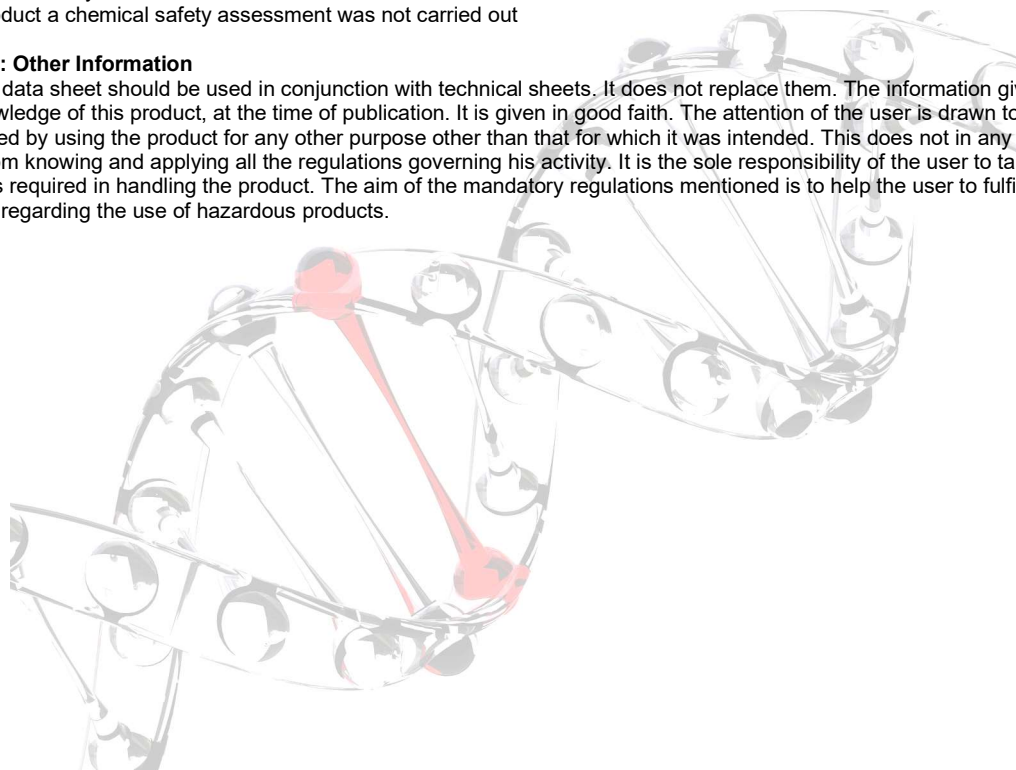 duct a chemical safety assessment was not carried out
: Other Information
data sheet should be used in conjunction with technical sheets. It does not replace them. The information giv
wledge of this product, at the time of publication. It is given in good faith. The attention of the user is drawn to
ed by using the product for any other purpose other than that for which it was intended. This does not in any
om knowing and applying all the regulations governing his activity. It is the sole responsibility of the user to ta
s required in handling the product. The aim of the mandatory regulations mentioned is to help the user to fulfi
regarding the use of hazardous products.